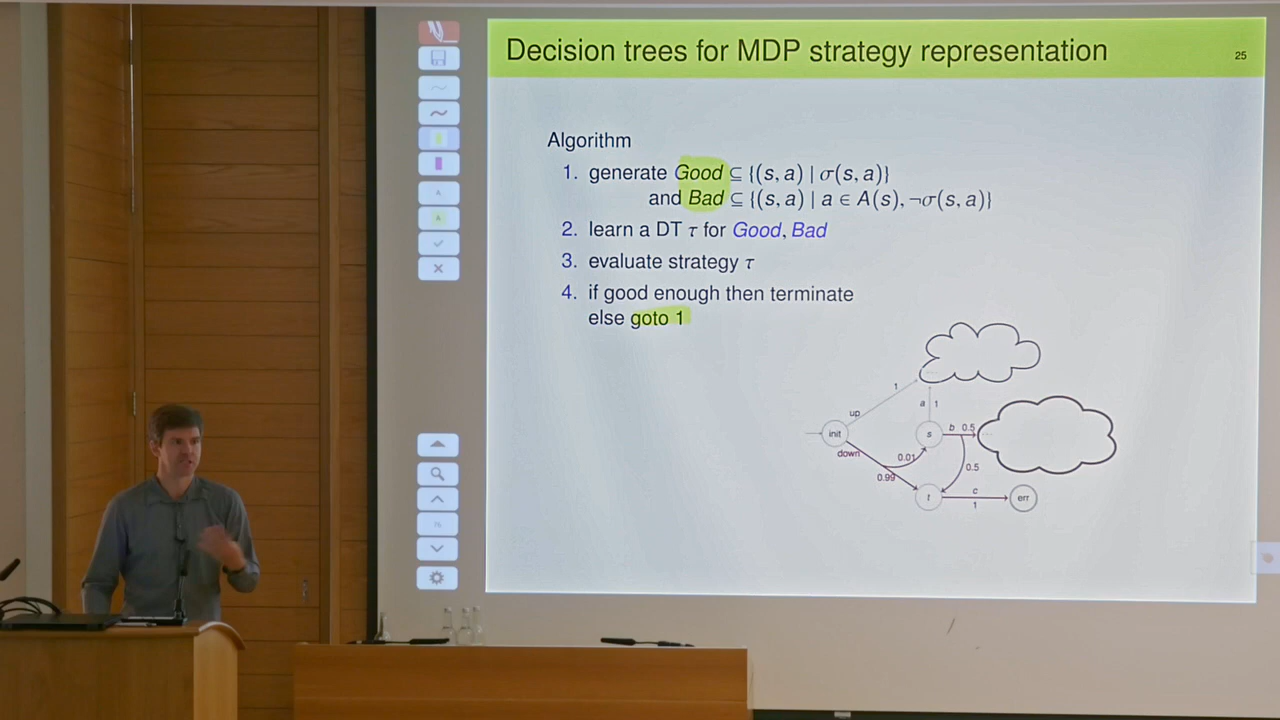 Decision trees for MDP strategy representation
25
Algorithm
1. generate Good ⊆ {(s, a) | σ(s, a)}
and Bad ⊆ {(s, a) | a ∈ A(s), ¬σ(s, a)}
2. learn a DT τ for Good, Bad
3. evaluate strategy τ
4. if good enough then terminate
else goto 1
1
up
a 1
init
s
b 0.5
down
0.01
0.5
0.99
t
c
1
err